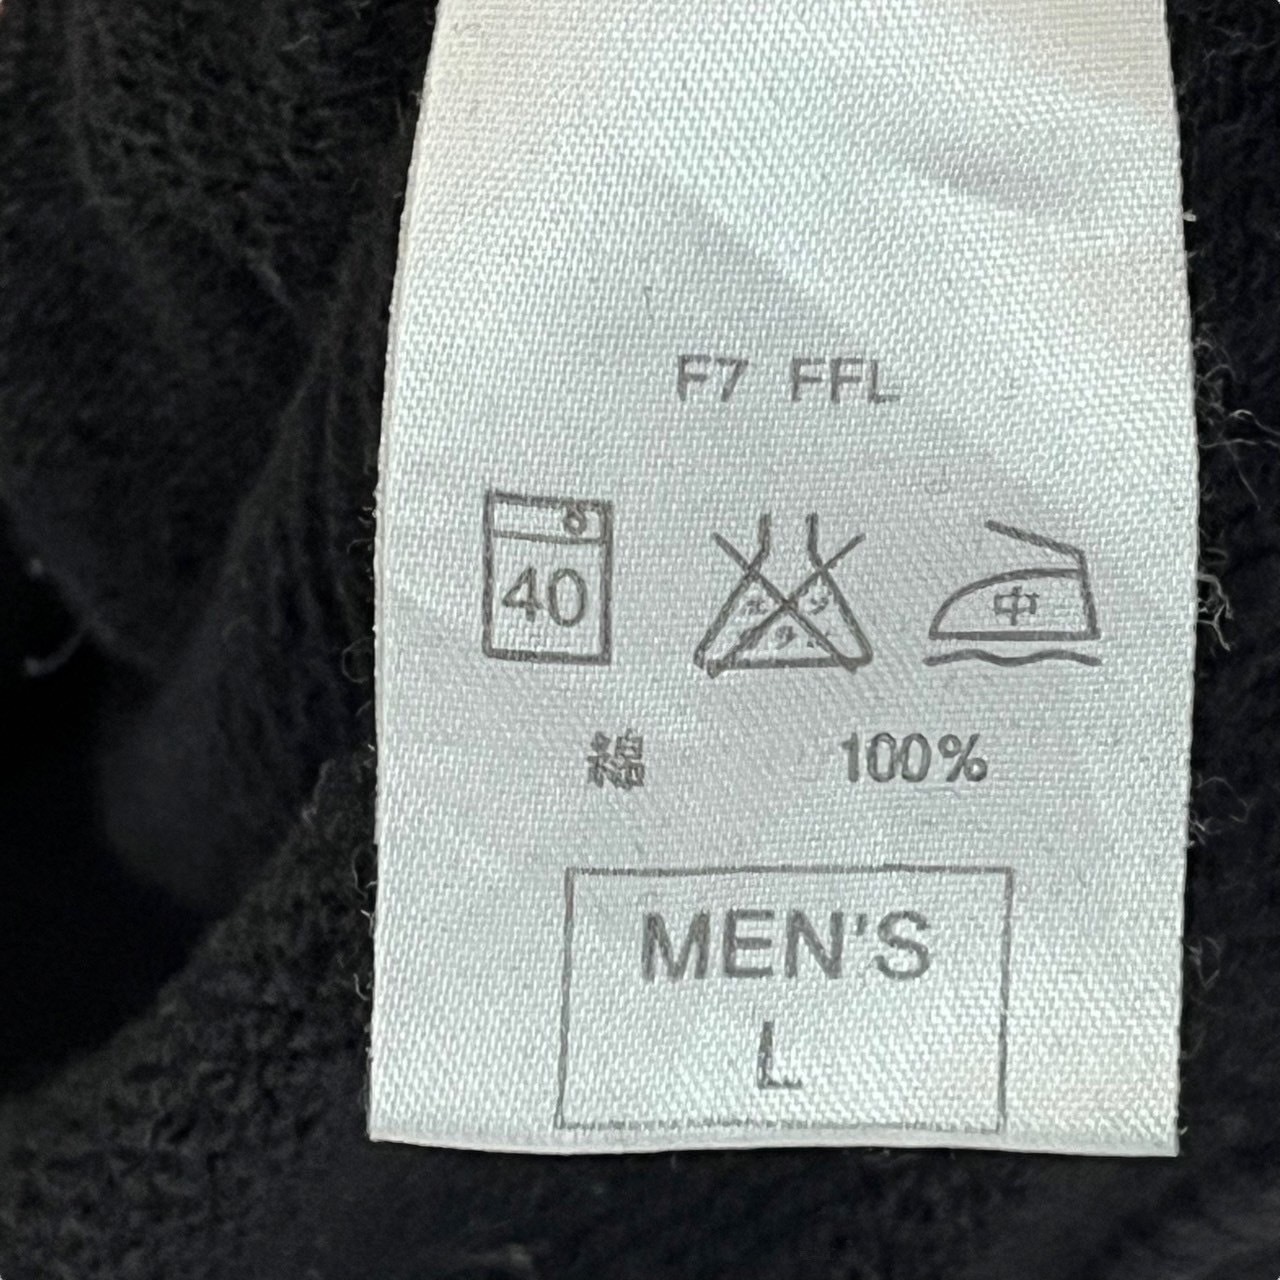 F7 FFL
40 中
綿 100%
MEN'S
L